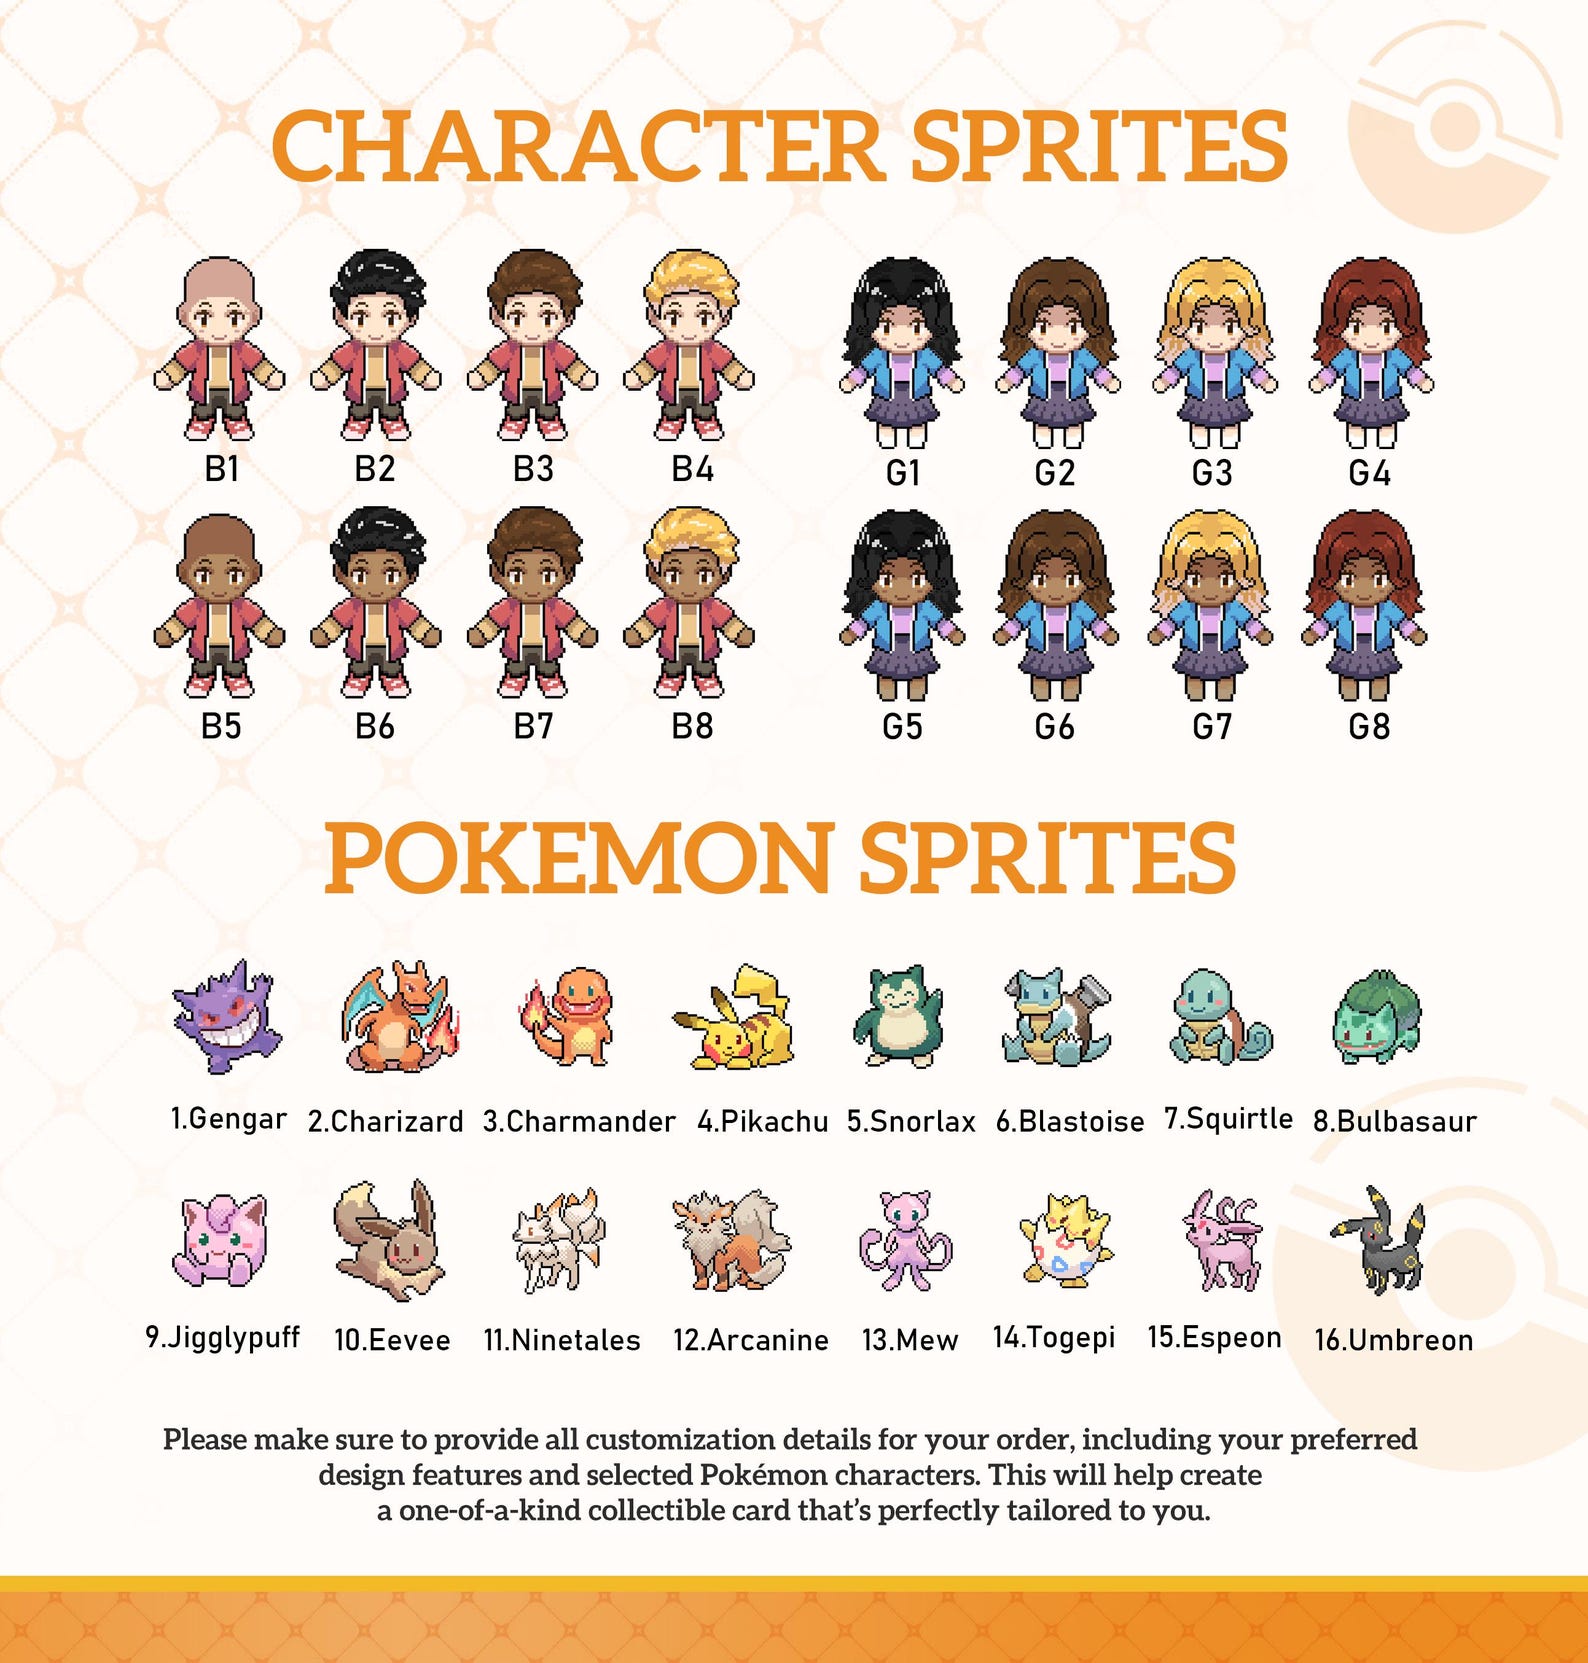 CHARACTER SPRITES
B1 B2 B3 B4 G1 G2 G3 G4
B5 B6 B7 B8 G5 G6 G7 G8
POKEMON SPRITES
1.Gengar 2.Charizard 3.Charmander 4.Pikachu 5.Snorlax 6.Blastoise 7.Squirtle 8.Bulbasaur
9.Jigglypuff 10.Eevee 11.Ninetales 12.Arcanine 13.Mew 14.Togepi 15.Espeon 16.Umbreon
Please make sure to provide all customization details for your order, including your preferred
design features and selected Pokémon characters. This will help create
a one-of-a-kind collectible card that's perfectly tailored to you.